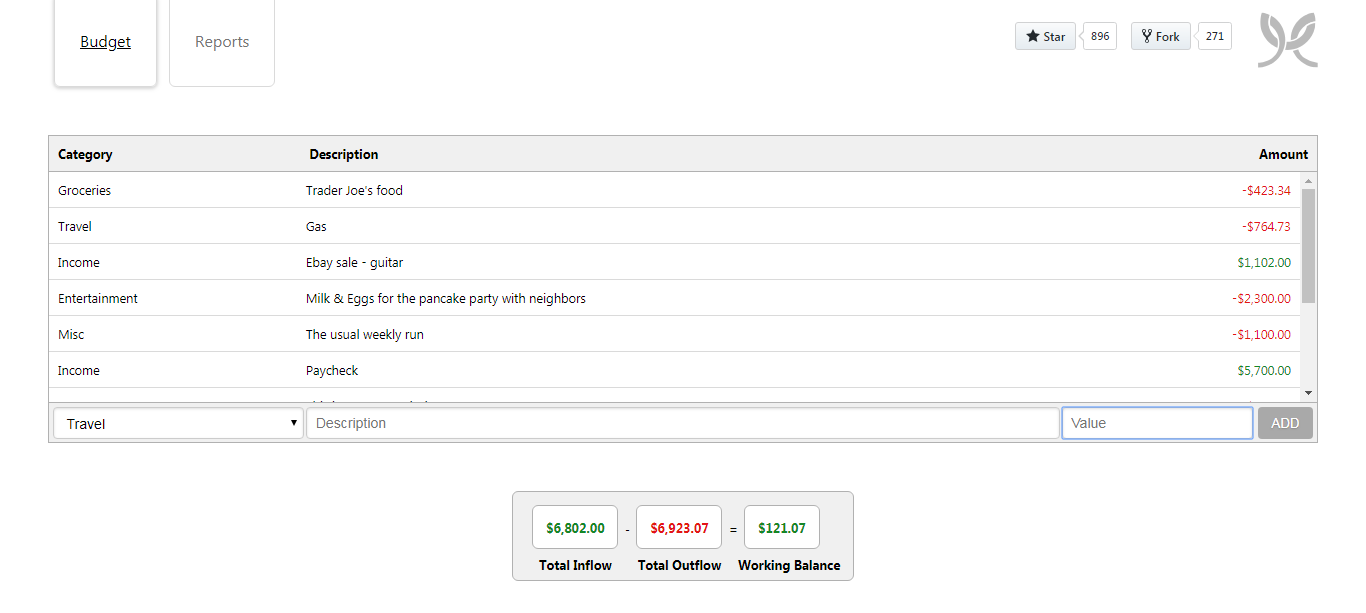 Budget
Reports
Star 896 Fork 271
Category Description Amount
Groceries Trader Joe's food -$423.34
Travel Gas -$764.73
Income Ebay sale - guitar $1,102.00
Entertainment Milk & Eggs for the pancake party with neighbors -$2,300.00
Misc The usual weekly run -$1,100.00
Income Paycheck $5,700.00
Travel Description Value ADD
$6,802.00 - $6,923.07 = $121.07
Total Inflow Total Outflow Working Balance